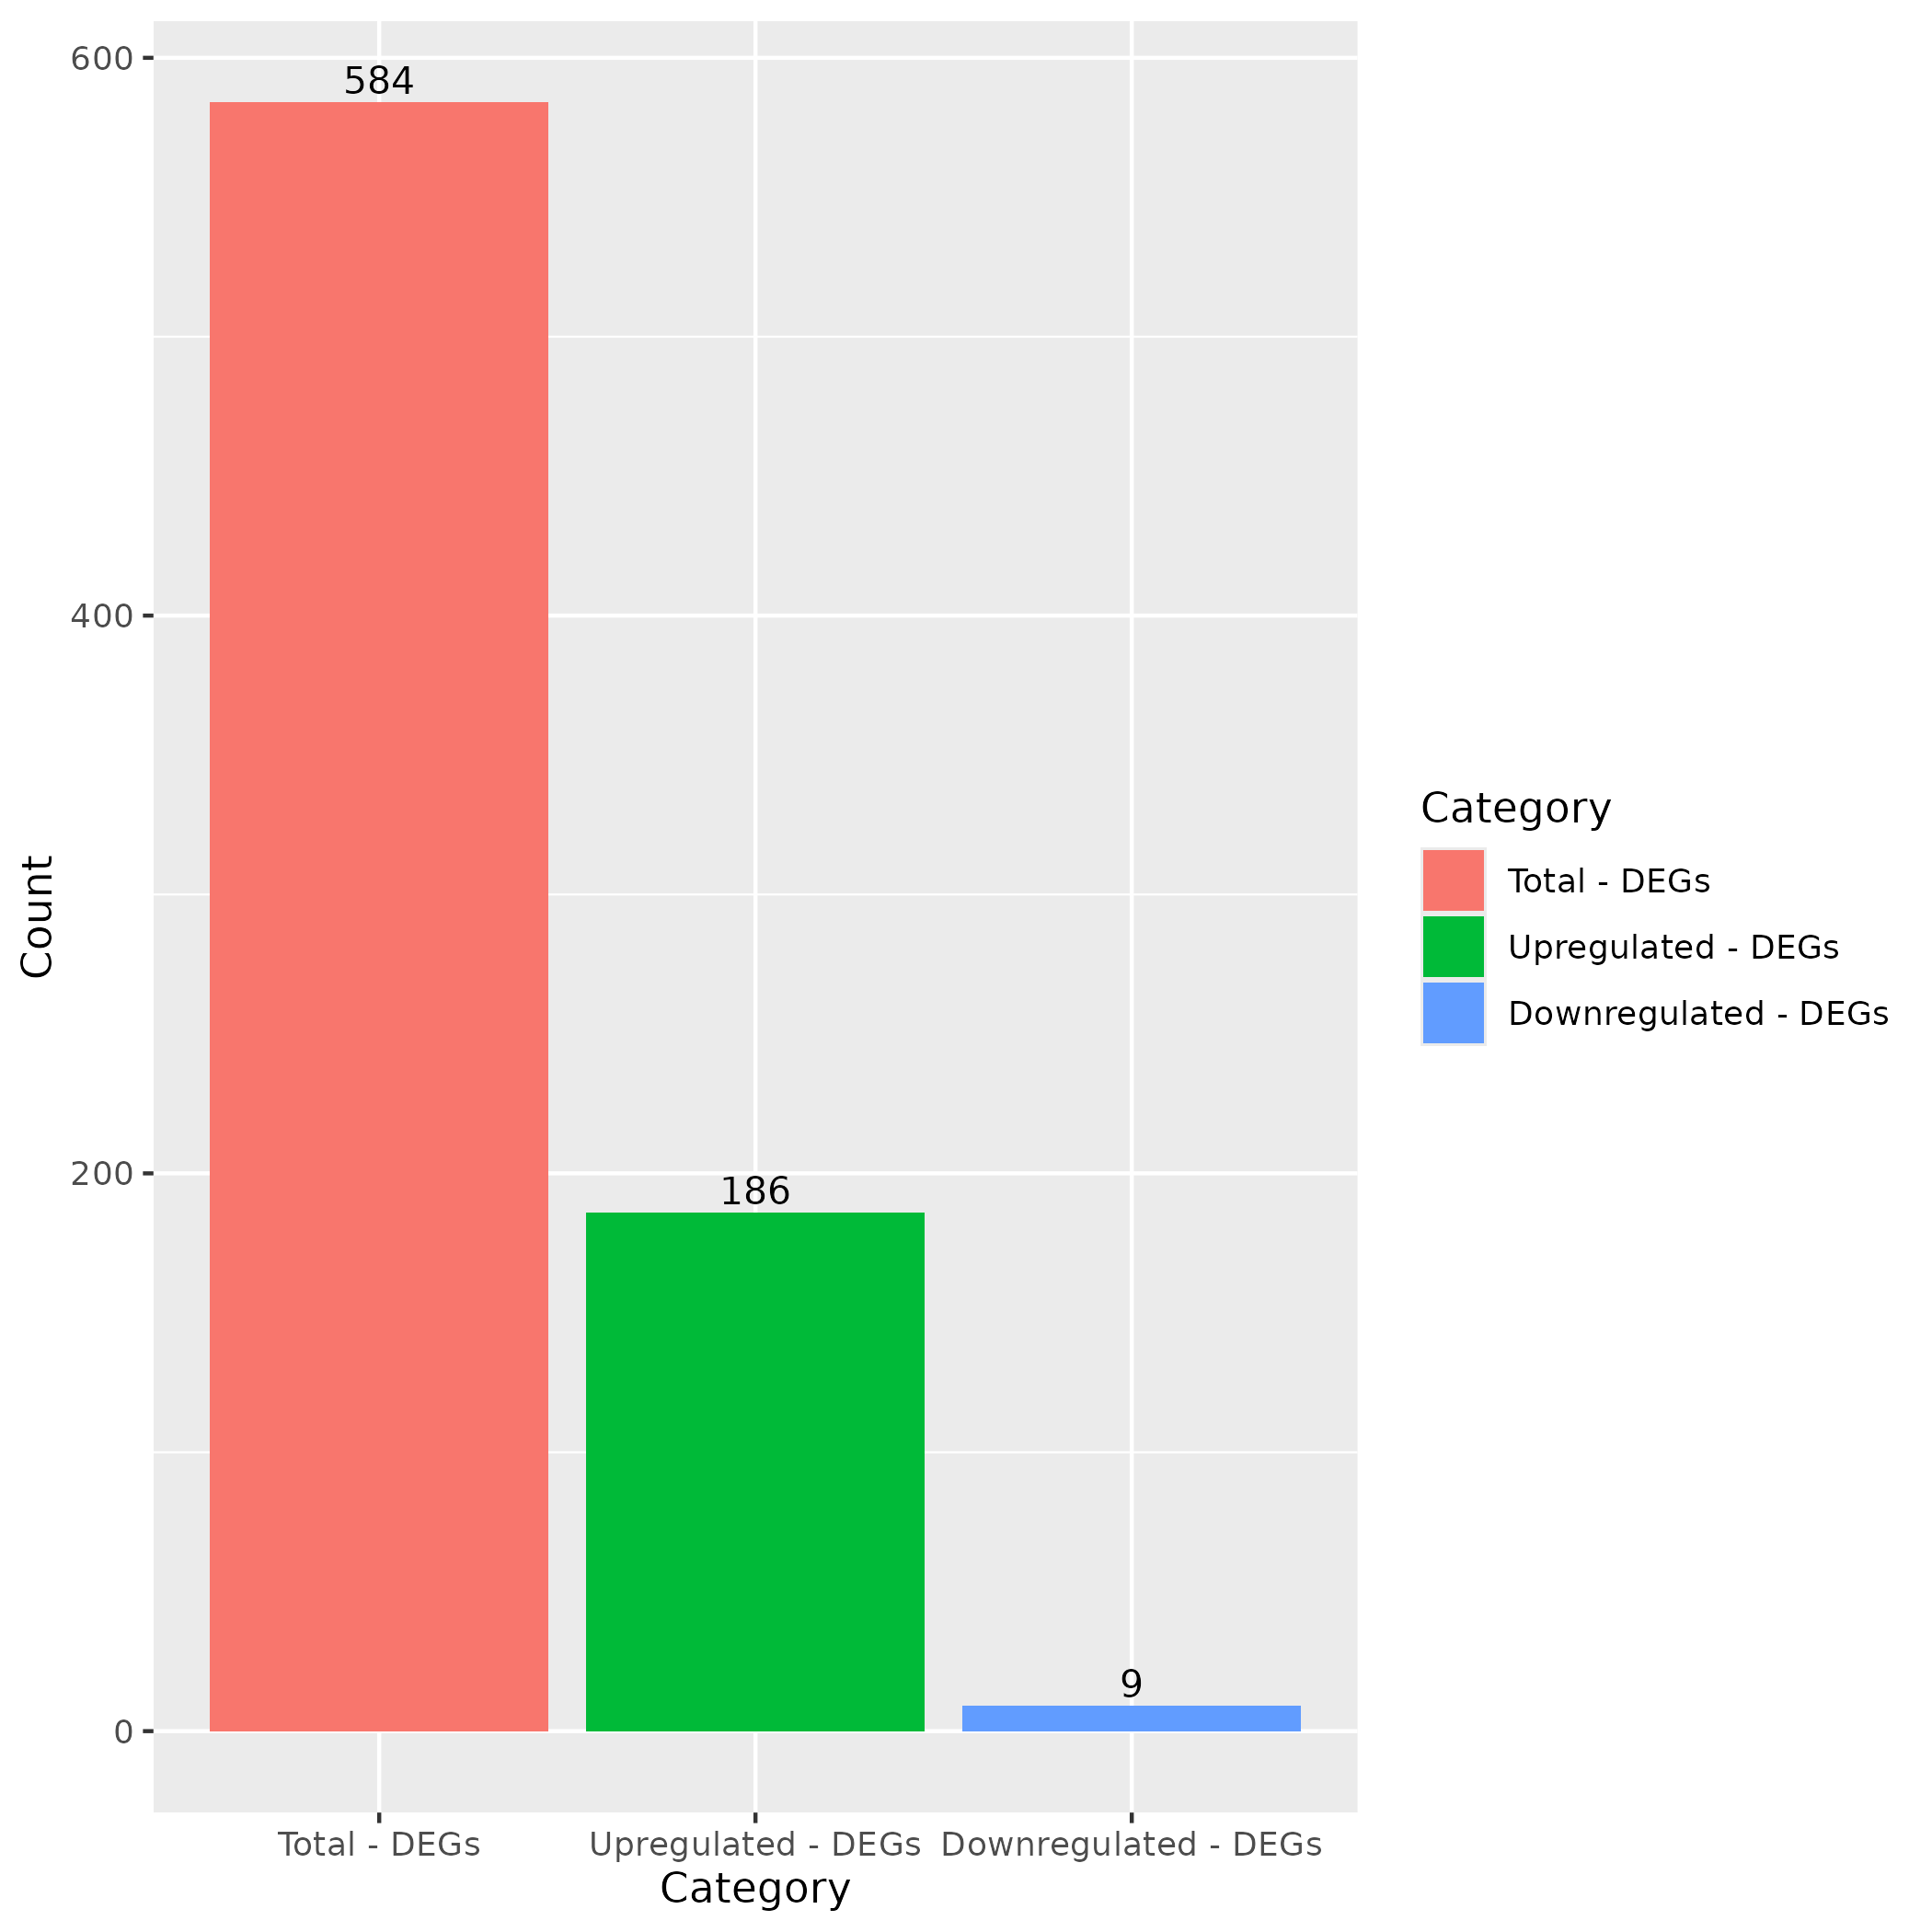 600
400
200
0
Count
584
186
9
Total - DEGs
Upregulated - DEGs
Downregulated - DEGs
Category
Category
Total - DEGs
Upregulated - DEGs
Downregulated - DEGs